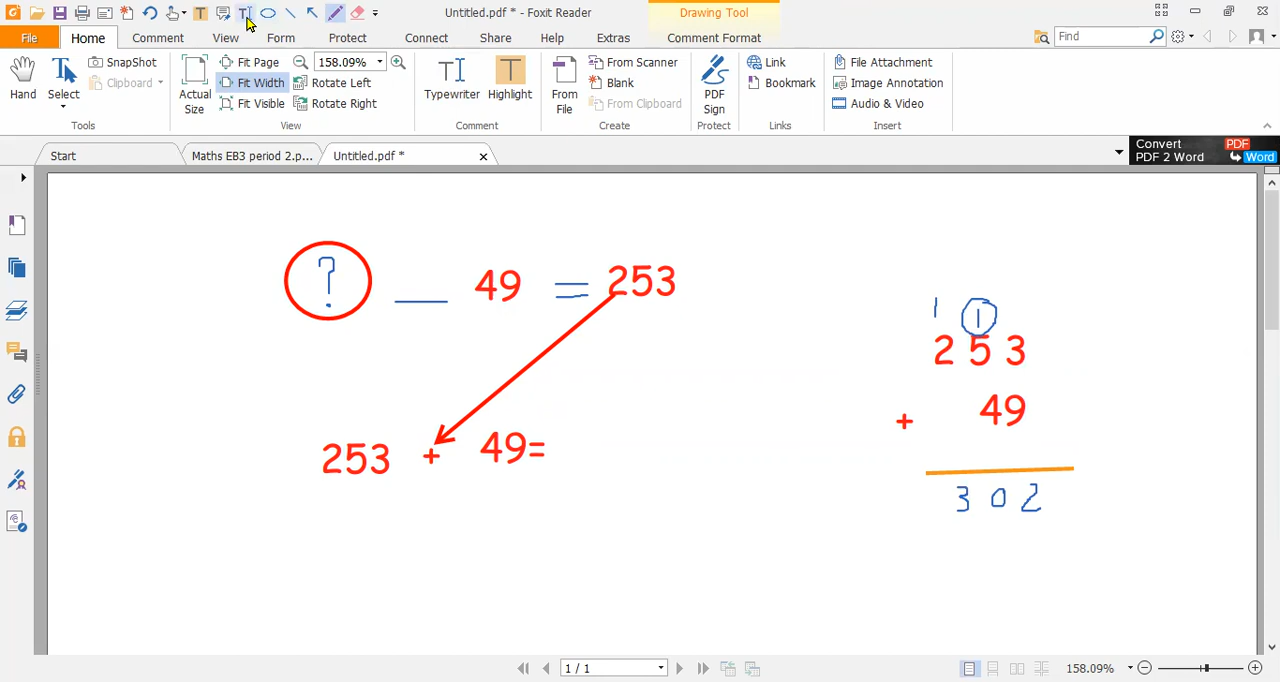 Untitled.pdf * - Foxit Reader
Drawing Tool
File Home Comment View Form Protect Connect Share Help Extras Comment Format
Find
Hand
Select
SnapShot
Clipboard
Tools
Actual Size
Fit Page
Fit Width
Fit Visible
158.09%
Rotate Left
Rotate Right
View
Typewriter
Highlight
Comment
From File
From Scanner
Blank
From Clipboard
Create
PDF Sign
Protect
Link
Bookmark
Links
File Attachment
Image Annotation
Audio & Video
Insert
Start
Maths EB3 period 2.p...
Untitled.pdf *
Convert PDF
PDF 2 Word Word
? _ 49 = 253
253 + 49=
1 1
2 5 3
+ 49
3 0 2
1 / 1
158.09%